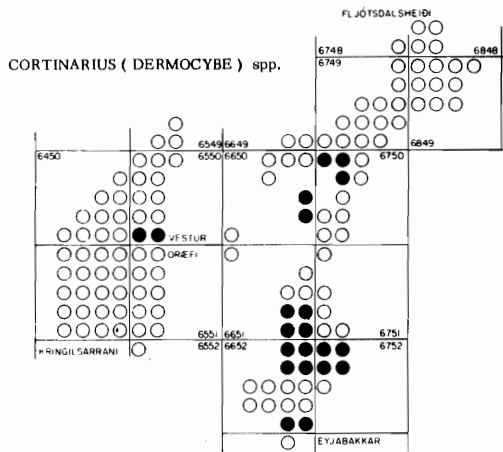 FLJÓTSDALSHEIÐI
6748 6848
6749
CORTINARIUS ( DERMOCYBE ) spp.
6549 6649 6849
6450 6550 6650 6750
VESTUR
ÖRÆFI
6551 6651 6751
KRINGILSÁRRANI 6552 6652 6752
EYJABAKKAR